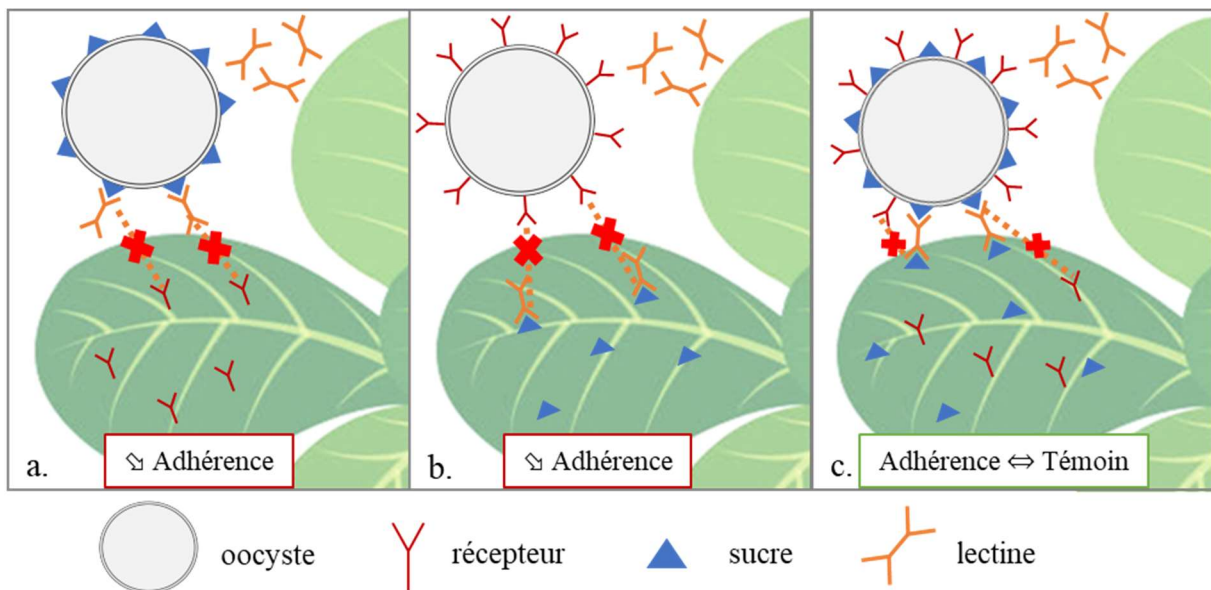 a.
⇘ Adhérence
b.
⇘ Adhérence
c.
Adhérence ⇔ Témoin
oocyste
récepteur
sucre
lectine